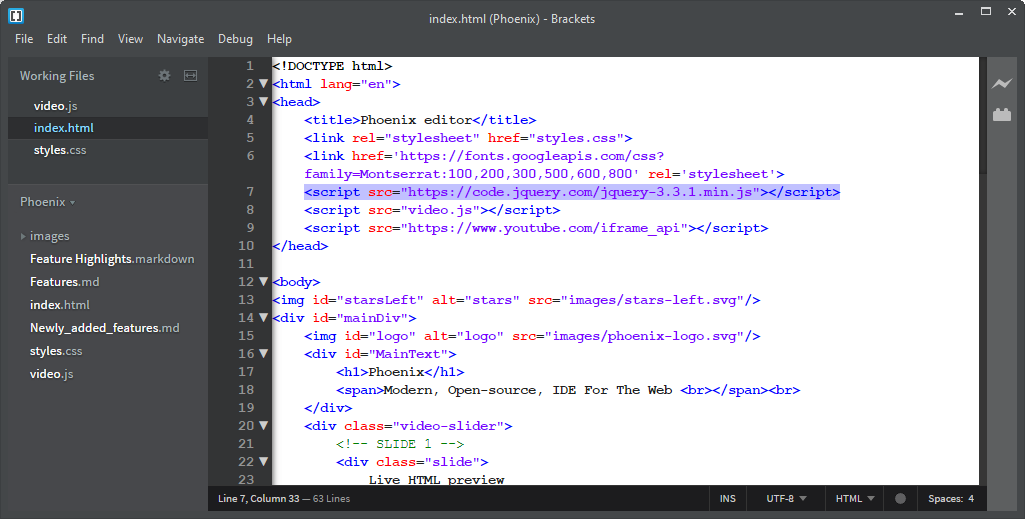 index.html (Phoenix) - Brackets
File Edit Find View Navigate Debug Help
Working Files
video.js
index.html
styles.css
Phoenix
images
Feature Highlights.markdown
Features.md
index.html
Newly_added_features.md
styles.css
video.js
1 <!DOCTYPE html>
2 <html lang="en">
3 <head>
4 <title>Phoenix editor</title>
5 <link rel="stylesheet" href="styles.css">
6 <link href='https://fonts.googleapis.com/css?
family=Montserrat:100,200,300,500,600,800' rel='stylesheet'>
7 <script src="https://code.jquery.com/jquery-3.3.1.min.js"></script>
8 <script src="video.js"></script>
9 <script src="https://www.youtube.com/iframe_api"></script>
10 </head>
11
12 <body>
13 <img id="starsLeft" alt="stars" src="images/stars-left.svg"/>
14 <div id="mainDiv">
15 <img id="logo" alt="logo" src="images/phoenix-logo.svg"/>
16 <div id="MainText">
17 <h1>Phoenix</h1>
18 <span>Modern, Open-source, IDE For The Web <br></span><br>
19 </div>
20 <div class="video-slider">
21 <!-- SLIDE 1 -->
22 <div class="slide">
23 Live HTML preview
Line 7, Column 33 — 63 Lines
INS UTF-8 HTML Spaces: 4